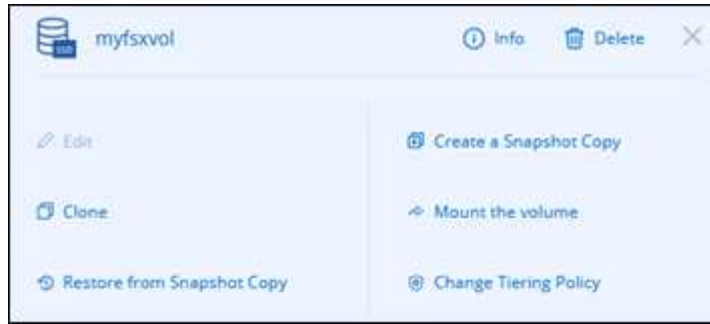 myfsxvol
Info
Delete
Edit
Create a Snapshot Copy
Clone
Mount the volume
Restore from Snapshot Copy
Change Tiering Policy